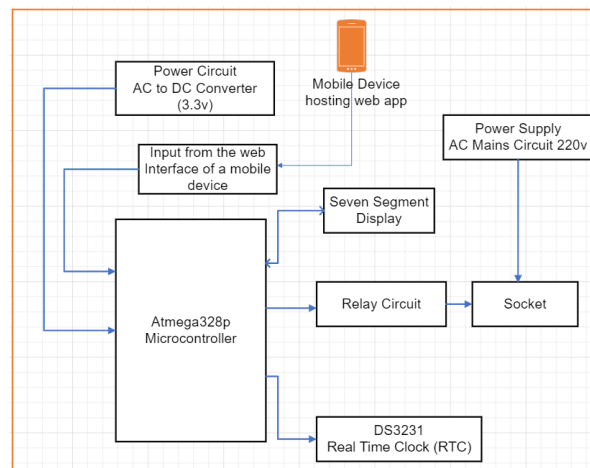 Power Circuit
AC to DC Converter
(3.3v)
Mobile Device
hosting web app
Power Supply
AC Mains Circuit 220v
Input from the web
Interface of a mobile
device
Seven Segment
Display
Atmega328p
Microcontroller
Relay Circuit
Socket
DS3231
Real Time Clock (RTC)